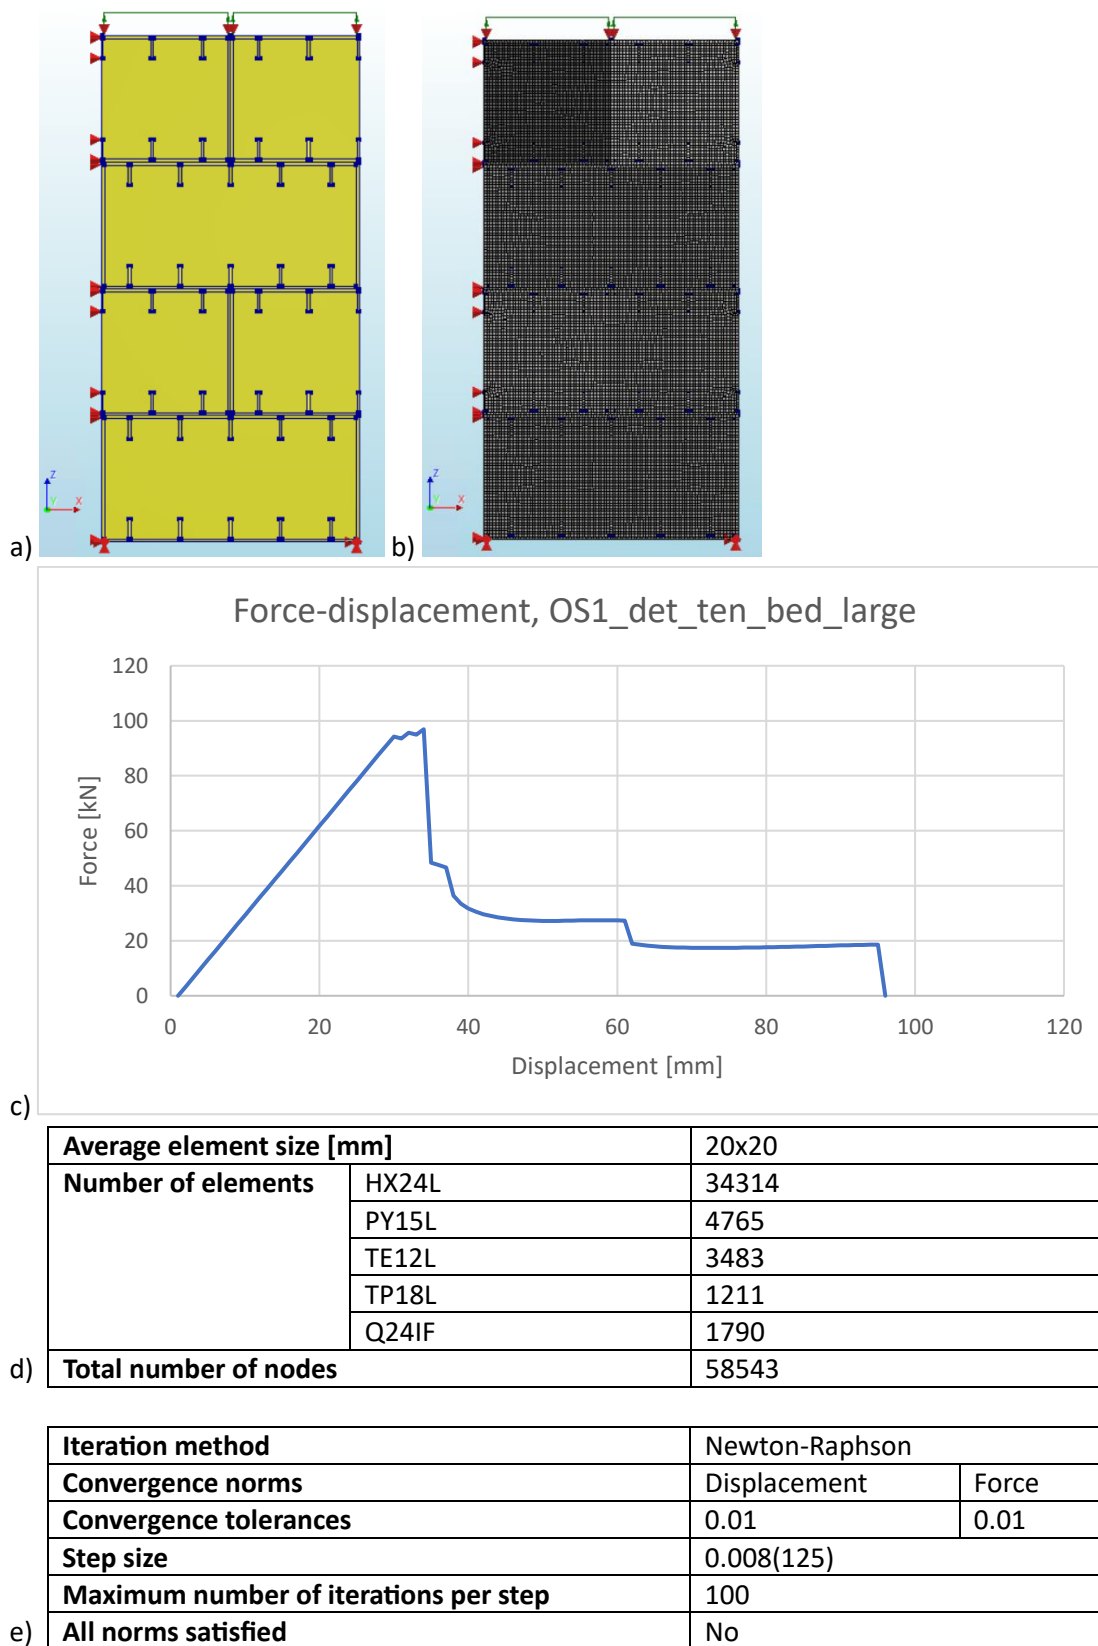 Z
Y
X
Z
Y
X
a)
b)
Force-displacement, OS1_det_ten_bed_large
120
100
80
60
40
20
0
Force [kN]
0 20 40 60 80 100 120
Displacement [mm]
c)
Average element size [mm] 20x20
Number of elements HX24L 34314
PY15L 4765
TE12L 3483
TP18L 1211
Q24IF 1790
d) Total number of nodes 58543
Iteration method Newton-Raphson
Convergence norms Displacement Force
Convergence tolerances 0.01 0.01
Step size 0.008(125)
Maximum number of iterations per step 100
e) All norms satisfied No